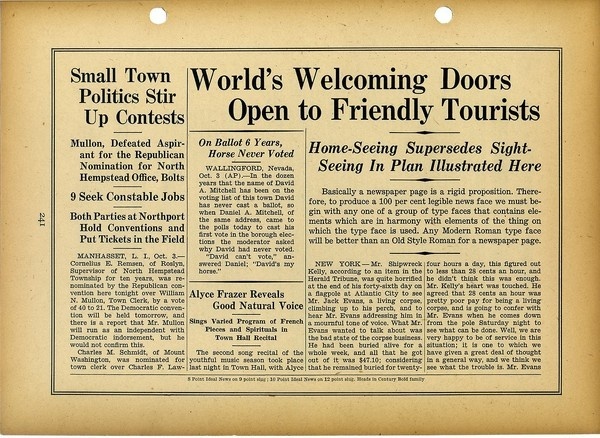 Small Town
Politics Stir
Up Contests
Mullon, Defeated Aspir-
ant for the Republican
Nomination for North
Hempstead Office, Bolts
9 Seek Constable Jobs
Both Parties at Northport
Hold Conventions and
Put Tickets in the Field
MANHASSET, L. I., Oct. 3.—
Cornelius E. Remsen, of Roslyn,
Supervisor of North Hempstead
Township for ten years, was re-
nominated by the Republican con-
vention here tonight over William
N. Mullon, Town Clerk, by a vote
of 40 to 21. The Democratic conven-
tion will be held tomorrow, and
there is a report that Mr. Mullon
will run as an independent with
Democratic indorsement, but he
would not confirm that.
Charles M. Schmidt, of Mount
Washington, was nominated for
town clerk over Charles F. Law-
World's Welcoming Doors
Open to Friendly Tourists
On Ballot 6 Years,
Horse Never Voted
WALLINGFORD, Nevada,
Oct. 3 (AP).—In the dozen
years that the name of David
A. Mitchell has been on the
voting list of this town David
has never cast a ballot, so
when Daniel A. Mitchell, of
the same address, came to
the polls today to cast his
first vote in the borough elec-
tions the moderator asked
why David had never voted.
"David can't vote," an-
swered Daniel; "David's my
horse."
Alyce Frazer Reveals
Good Natural Voice
Sings Varied Program of French
Pieces and Spirituals in
Town Hall Recital
The second song recital of the
youthful music season took place
last night in Town Hall, with Alyce
Home-Seeing Supersedes Sight-
Seeing In Plan Illustrated Here
Basically a newspaper page is a rigid proposition. There-
fore, to produce a 100 per cent legible news face we must be-
gin with any one of a group of type faces that contains ele-
ments which are in harmony with elements of the thing on
which the type face is used. Any Modern Roman type face
will be better than an Old Style Roman for a newspaper page.
NEW YORK — Mr. Shipwreck
Kelly, according to an item in the
Herald Tribune, was quite horrified
at the end of his forty-sixth day on
a flagpole at Atlantic City to see
Mr. Jack Evans, a living corpse,
climbing up to his perch, and to
hear Mr. Evans addressing him in
a mournful tone of voice. What Mr.
Evans wanted to talk about was
the bad state of the corpse business.
He had been buried alive for a
whole week, and all that he got
out of it was $47.10; considering
that he remained buried for twenty-
four hours a day, this figured out
to less than 28 cents an hour, and
he didn't think this was enough.
Mr. Kelly's heart was touched. He
agreed that 28 cents an hour was
pretty poor pay for being a living
corpse, and is going to confer with
Mr. Evans when he comes down
from the pole Saturday night to
see what can be done. Well, we are
very happy to be of service in this
situation; it is one to which we
have given a great deal of thought
in a general way, and we think we
see what the trouble is. Mr. Evans
8 Point Ideal News on 9 point slug; 10 Point Ideal News on 12 point slug. Heads in Century Bold family
241